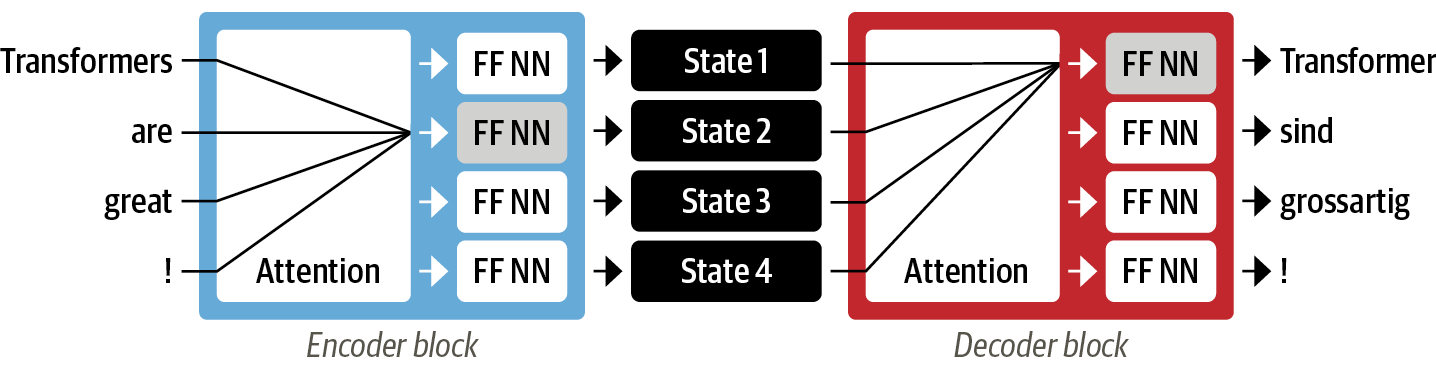 Transformers FF NN State 1 FF NN Transformer
are FF NN State 2 FF NN sind
great FF NN State 3 FF NN grossartig
! Attention FF NN State 4 Attention FF NN !
Encoder block Decoder block